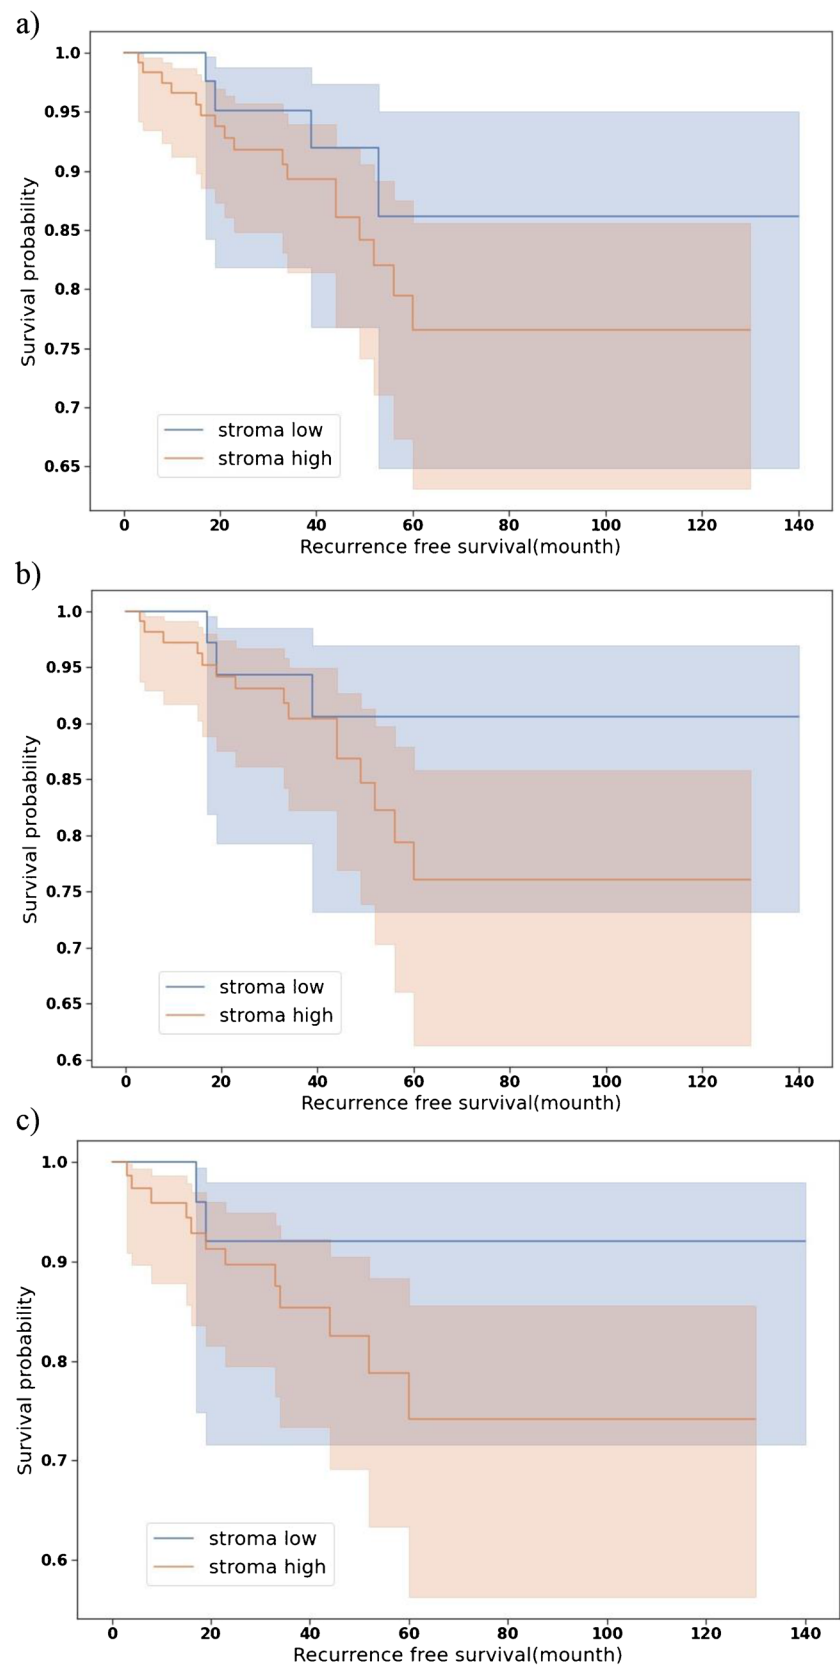 a)
1.0
0.95
0.9
0.85
0.8
0.75
0.7
0.65
Survival probability
stroma low
stroma high
0 20 40 60 80 100 120 140
Recurrence free survival(mounth)
b)
1.0
0.95
0.9
0.85
0.8
0.75
0.7
0.65
0.6
Survival probability
stroma low
stroma high
0 20 40 60 80 100 120 140
Recurrence free survival(mounth)
c)
1.0
0.9
0.8
0.7
0.6
Survival probability
stroma low
stroma high
0 20 40 60 80 100 120 140
Recurrence free survival(mounth)